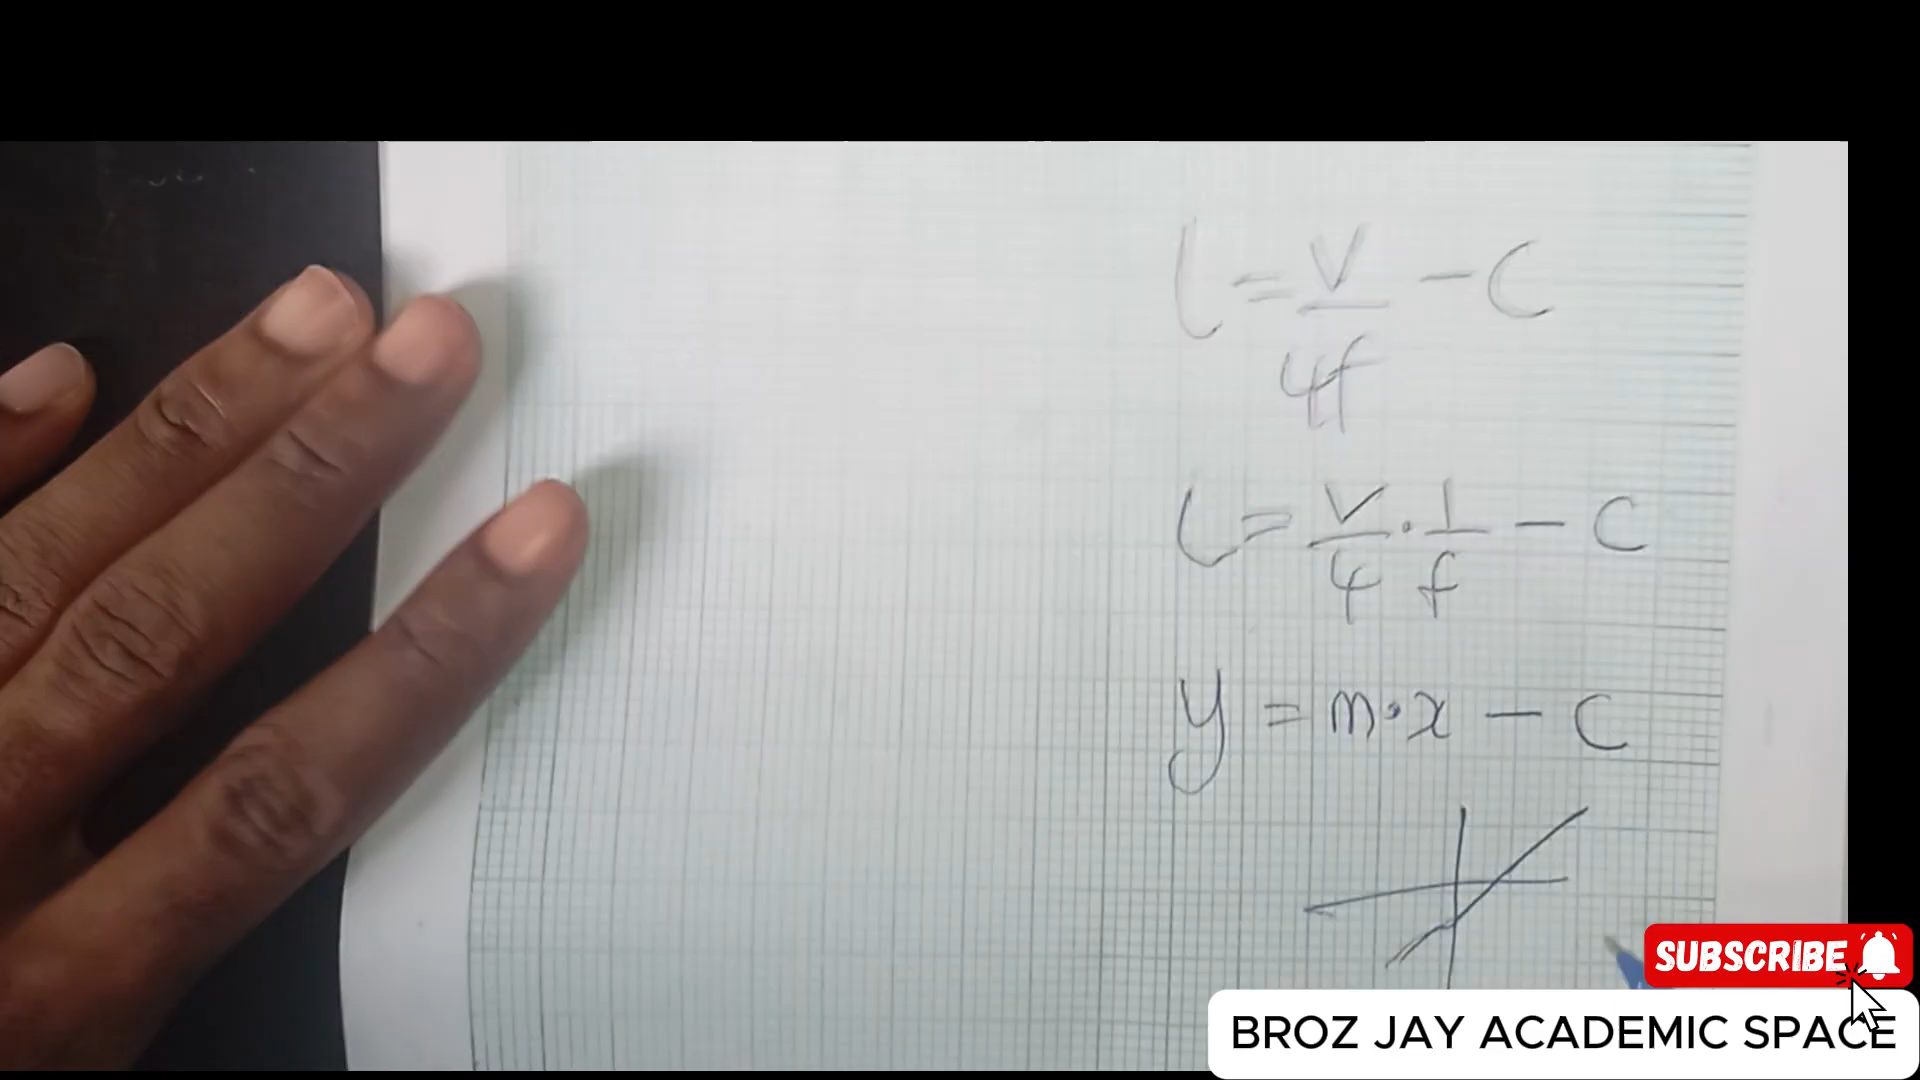 l = V/4f - C
l = V/4 · 1/f - C
y = m·x - C
SUBSCRIBE
BROZ JAY ACADEMIC SPACE